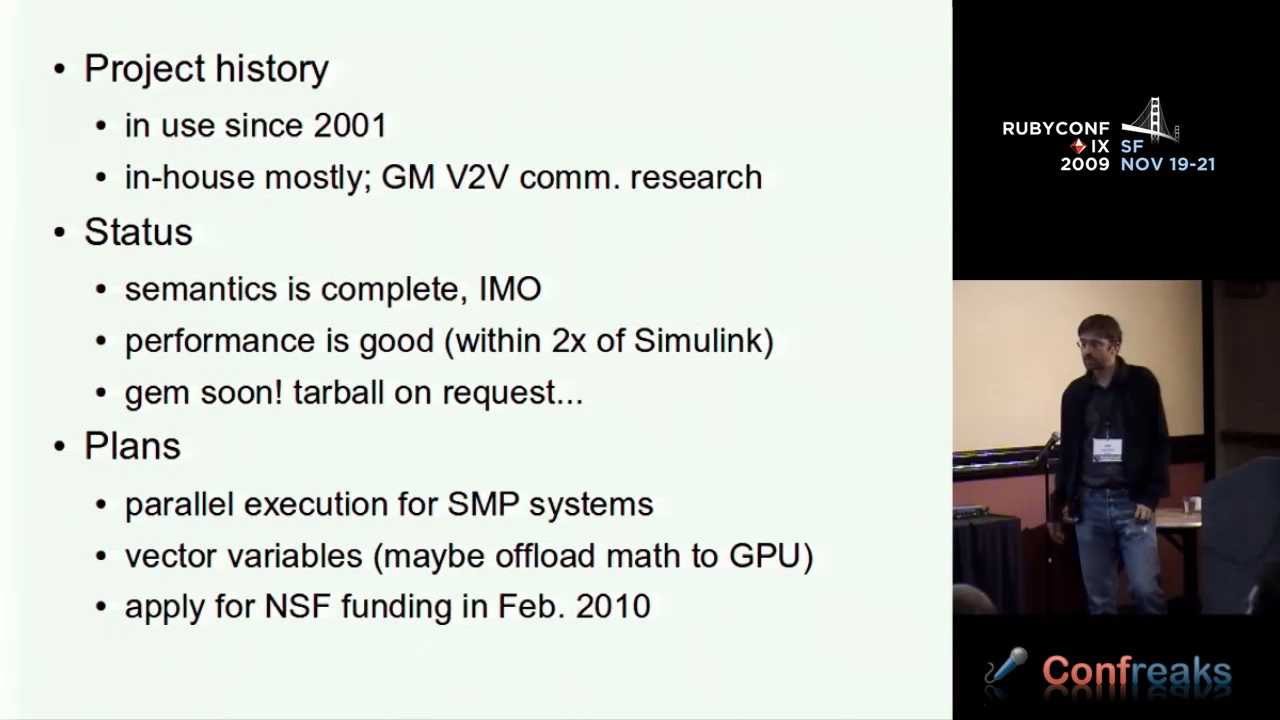 • Project history
• in use since 2001
• in-house mostly; GM V2V comm. research
• Status
• semantics is complete, IMO
• performance is good (within 2x of Simulink)
• gem soon! tarball on request...
• Plans
• parallel execution for SMP systems
• vector variables (maybe offload math to GPU)
• apply for NSF funding in Feb. 2010
RUBYCONF
IX SF
2009 NOV 19-21
Confreaks